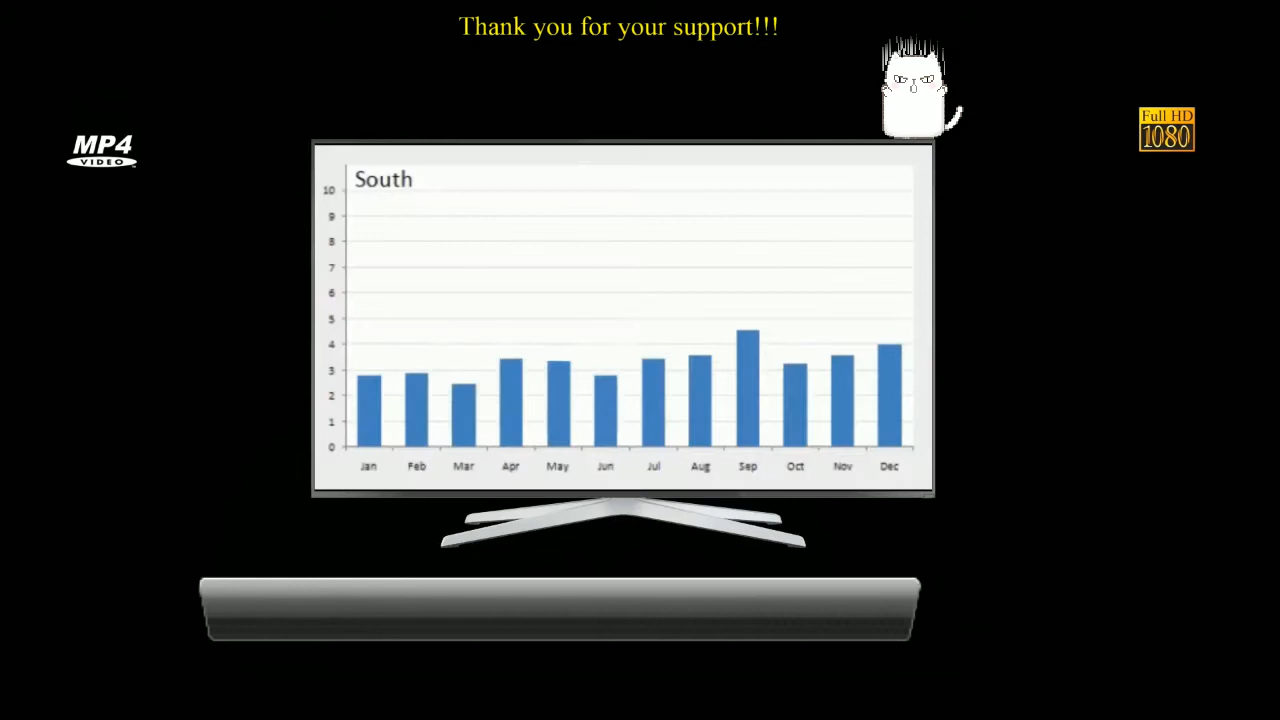 Thank you for your support!!!
MP4
VIDEO
Full HD
1080
South
10
9
8
7
6
5
4
3
2
1
0
Jan Feb Mar Apr May Jun Jul Aug Sep Oct Nov Dec